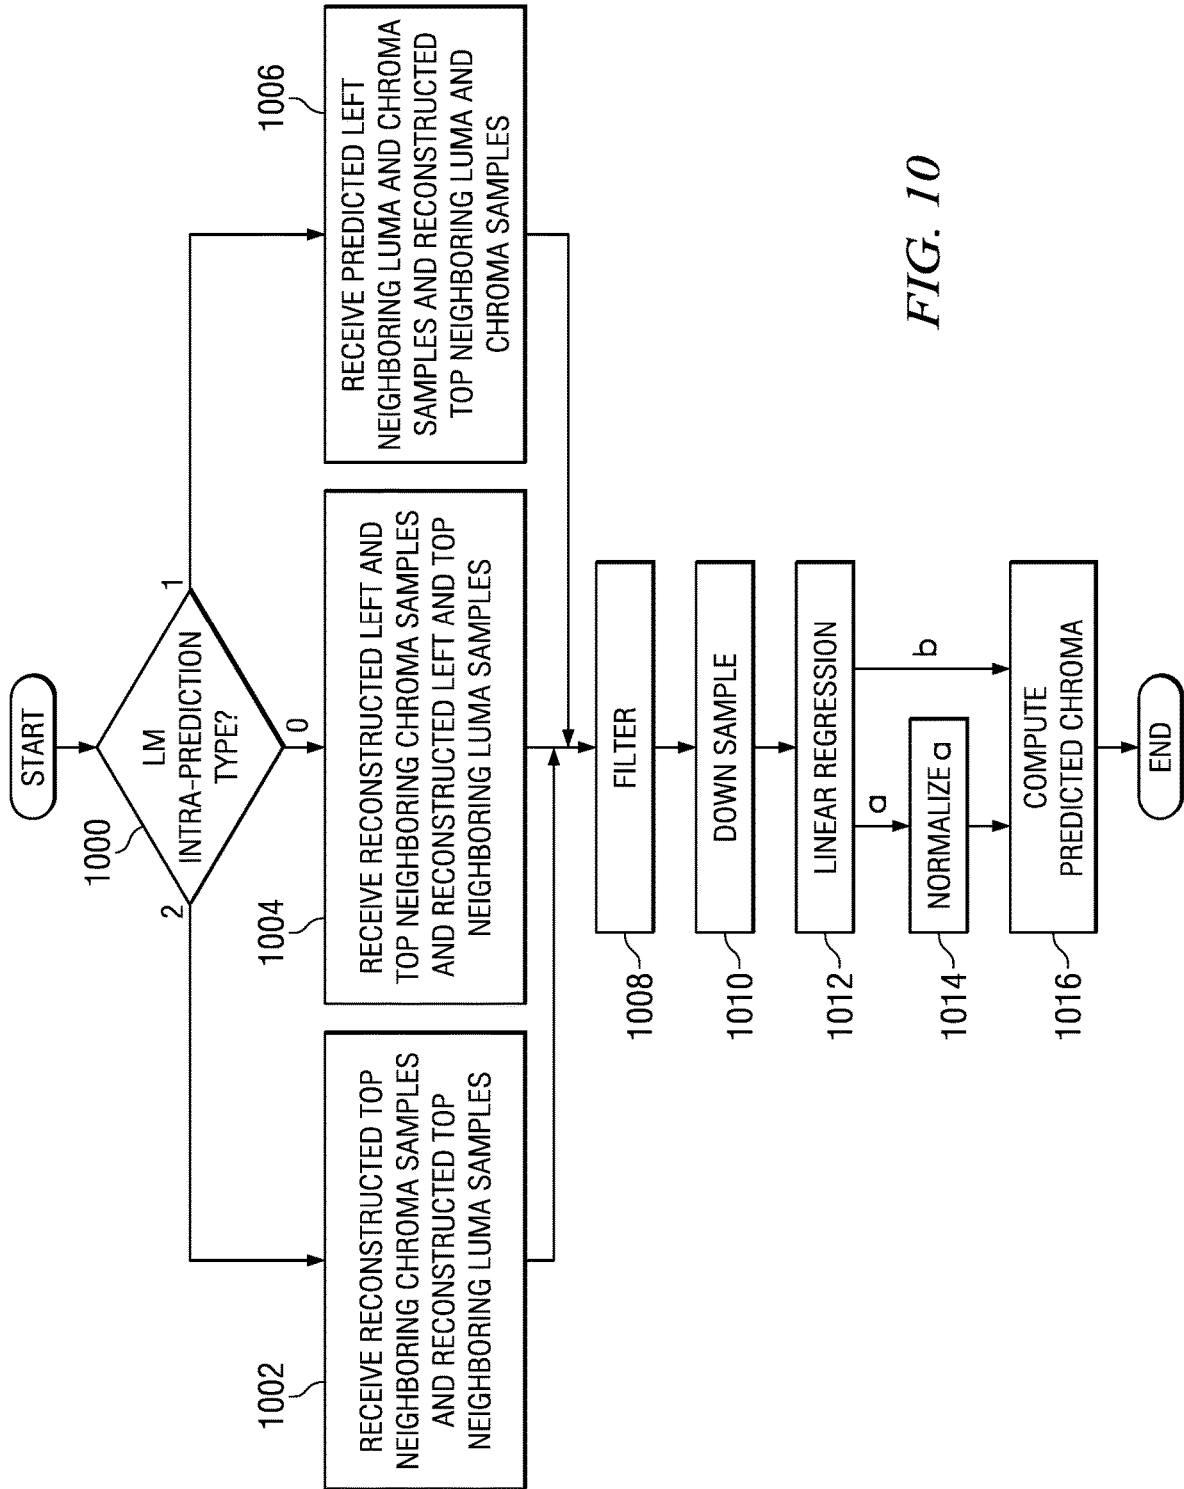 START
1000
LM
INTRA-PREDICTION
TYPE?
2
0
1
1002
RECEIVE RECONSTRUCTED TOP
NEIGHBORING CHROMA SAMPLES
AND RECONSTRUCTED TOP
NEIGHBORING LUMA SAMPLES
1004
RECEIVE RECONSTRUCTED LEFT AND
TOP NEIGHBORING CHROMA SAMPLES
AND RECONSTRUCTED LEFT AND TOP
NEIGHBORING LUMA SAMPLES
1006
RECEIVE PREDICTED LEFT
NEIGHBORING LUMA AND CHROMA
SAMPLES AND RECONSTRUCTED
TOP NEIGHBORING LUMA AND
CHROMA SAMPLES
1008
FILTER
1010
DOWN SAMPLE
1012
LINEAR REGRESSION
a
b
1014
NORMALIZE a
1016
COMPUTE
PREDICTED CHROMA
END
FIG. 10